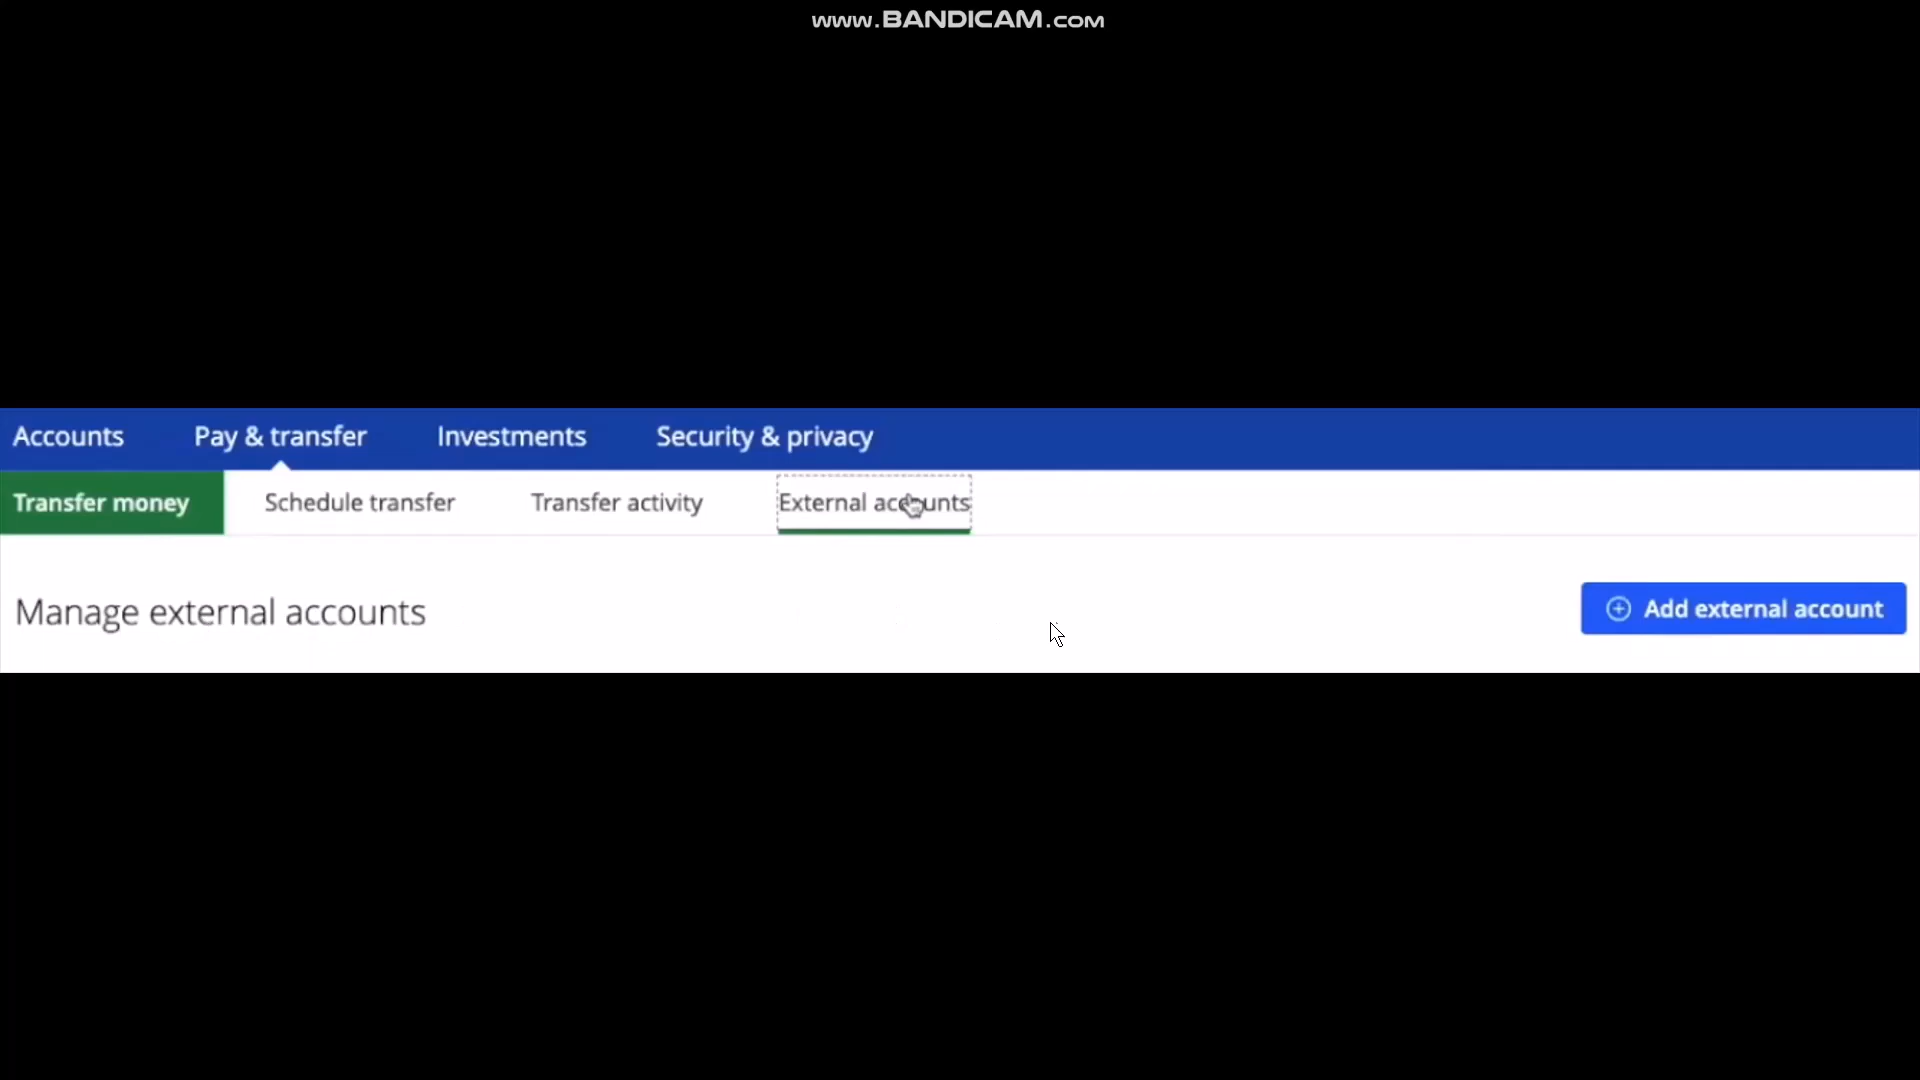 www.BANDICAM.com
Accounts Pay & transfer Investments Security & privacy
Transfer money Schedule transfer Transfer activity External accounts
Manage external accounts Add external account